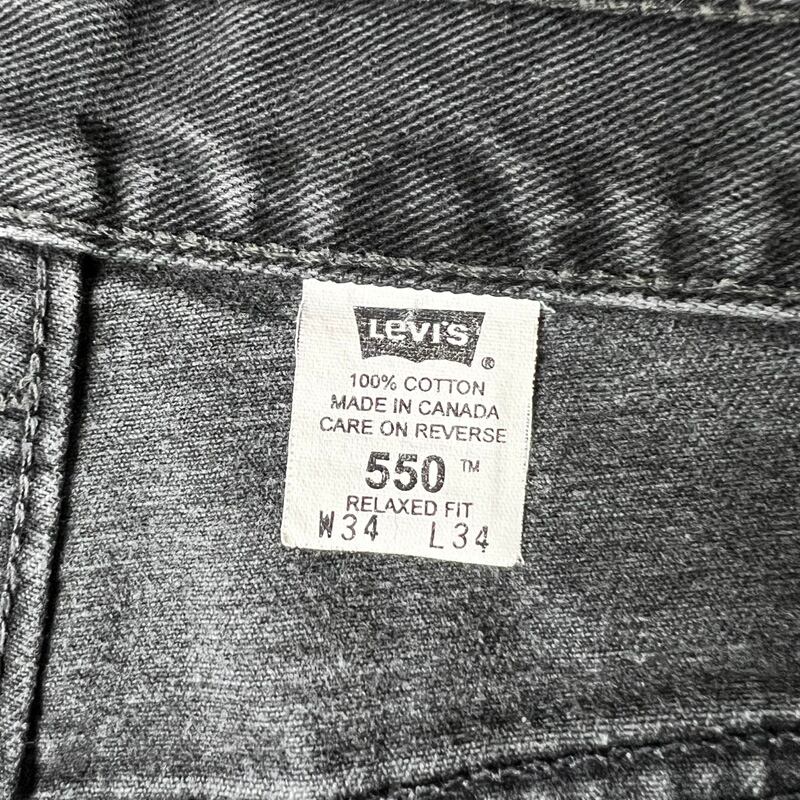 LEVI'S ®
100% COTTON
MADE IN CANADA
CARE ON REVERSE
550 ™
RELAXED FIT
W34 L34